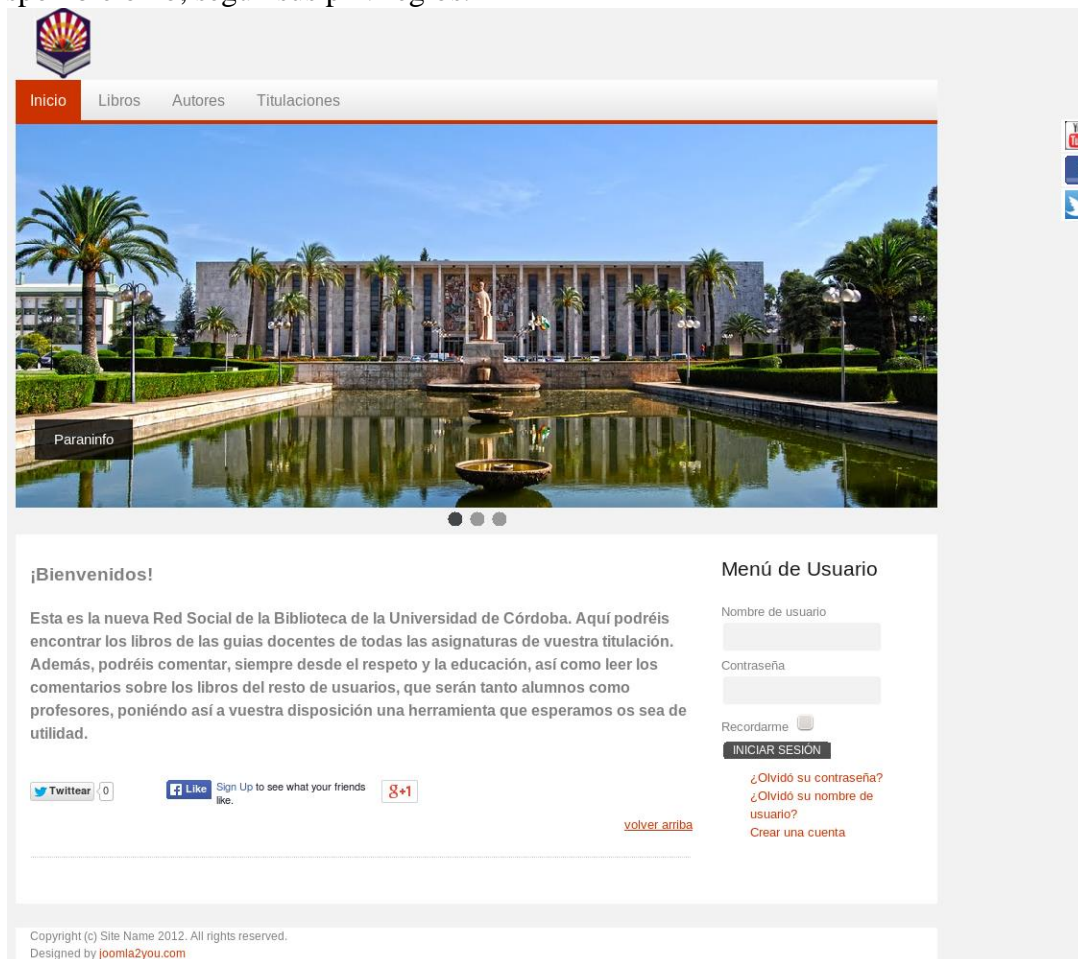 Inicio Libros Autores Titulaciones
Paraninfo
¡Bienvenidos!
Esta es la nueva Red Social de la Biblioteca de la Universidad de Córdoba. Aquí podréis
encontrar los libros de las guias docentes de todas las asignaturas de vuestra titulación.
Además, podréis comentar, siempre desde el respeto y la educación, así como leer los
comentarios sobre los libros del resto de usuarios, que serán tanto alumnos como
profesores, poniéndo así a vuestra disposición una herramienta que esperamos os sea de
utilidad.
Twittear 0
Like Sign Up to see what your friends
like.
g+1
volver arriba
Menú de Usuario
Nombre de usuario
Contraseña
Recordarme
INICIAR SESIÓN
¿Olvidó su contraseña?
¿Olvidó su nombre de
usuario?
Crear una cuenta
Copyright (c) Site Name 2012. All rights reserved.
Designed by joomla2you.com